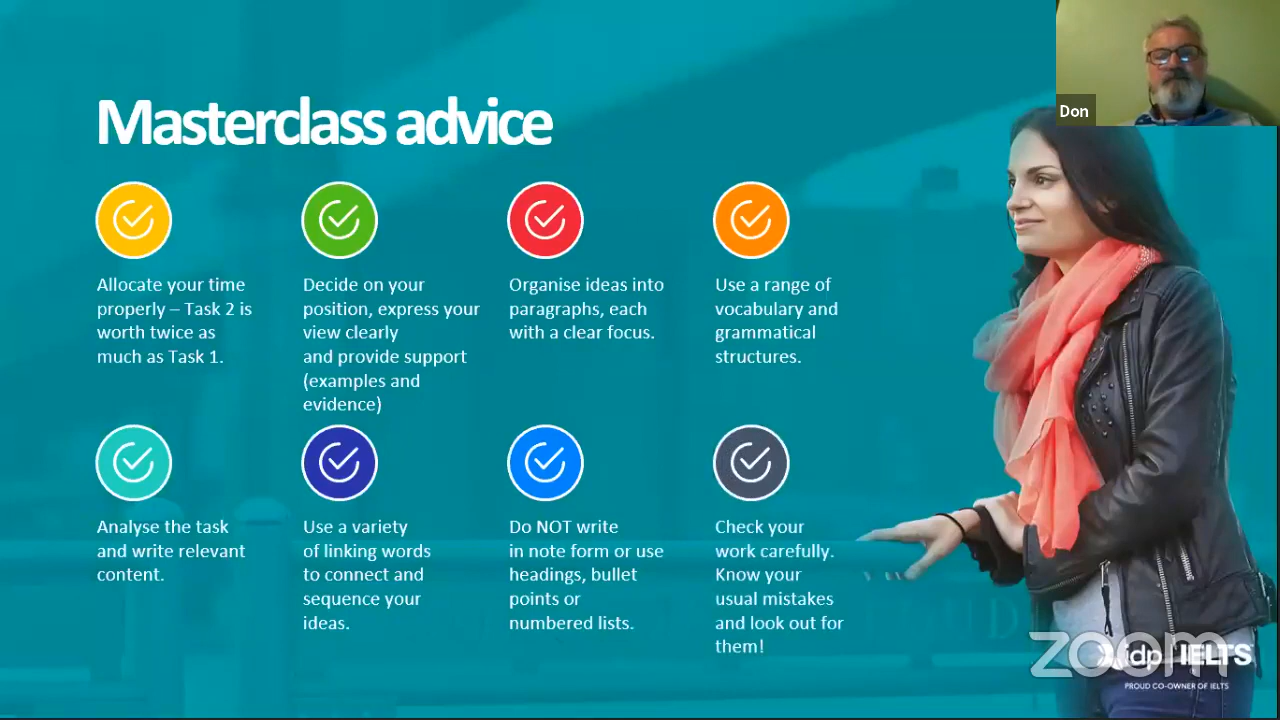 Don
Masterclass advice
Allocate your time
properly – Task 2 is
worth twice as
much as Task 1.
Decide on your
position, express your
view clearly
and provide support
(examples and
evidence)
Organise ideas into
paragraphs, each
with a clear focus.
Use a range of
vocabulary and
grammatical
structures.
Analyse the task
and write relevant
content.
Use a variety
of linking words
to connect and
sequence your
ideas.
Do NOT write
in note form or use
headings, bullet
points or
numbered lists.
Check your
work carefully.
Know your
usual mistakes
and look out for
them!
zoom
idp IELTS
PROUD CO-OWNER OF IELTS